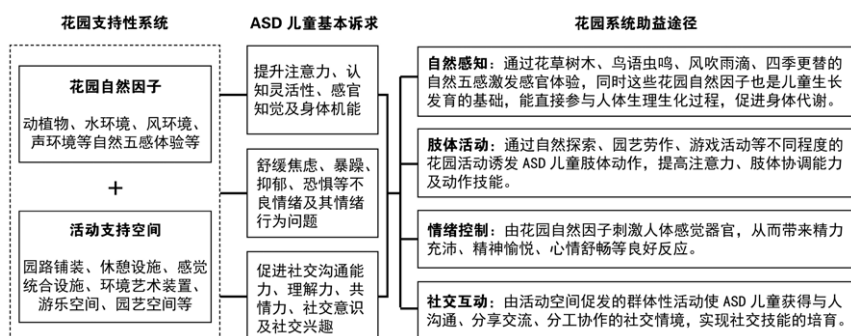 花园支持性系统
花园自然因子
动植物、水环境、风环境、
声环境等自然五感体验等
+
活动支持空间
园路铺装、休憩设施、感觉
统合设施、环境艺术装置、
游乐空间、园艺空间等
ASD 儿童基本诉求
提升注意力、认
知灵活性、感官
知觉及身体机能
舒缓焦虑、暴躁、
抑郁、恐惧等不
良情绪及其情绪
行为问题
促进社交沟通能
力、理解力、共
情力、社交意识
及社交兴趣
花园系统助益途径
自然感知：通过花草树木、鸟语虫鸣、风吹雨滴、四季更替的
自然五感激发感官体验，同时这些花园自然因子也是儿童生长
发育的基础，能直接参与人体生理生化过程，促进身体代谢。
肢体活动：通过自然探索、园艺劳作、游戏活动等不同程度的
花园活动诱发 ASD 儿童肢体动作，提高注意力、肢体协调能力
及动作技能。
情绪控制：由花园自然因子刺激人体感觉器官，从而带来精力
充沛、精神愉悦、心情舒畅等良好反应。
社交互动：由活动空间促发的群体性活动使 ASD 儿童获得与人
沟通、分享交流、分工协作的社交情境，实现社交技能的培育。